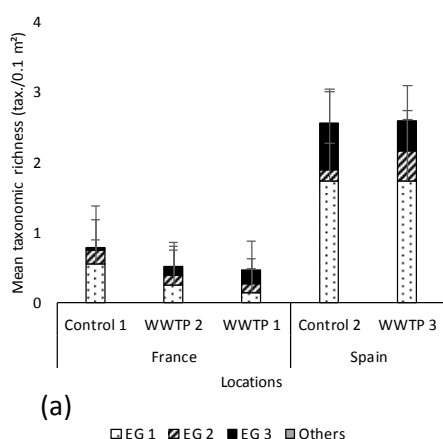 Mean taxonomic richness (tax./0.1 m²)
4
3
2
1
0
Control 1 WWTP 2 WWTP 1 Control 2 WWTP 3
France Spain
Locations
(a)
EG 1 EG 2 EG 3 Others